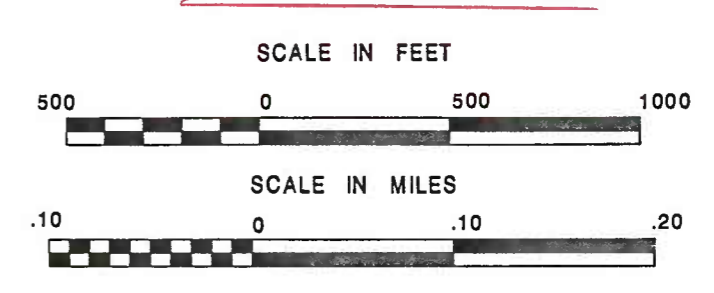 SCALE IN FEET
500 0 500 1000
SCALE IN MILES
.10 0 .10 .20